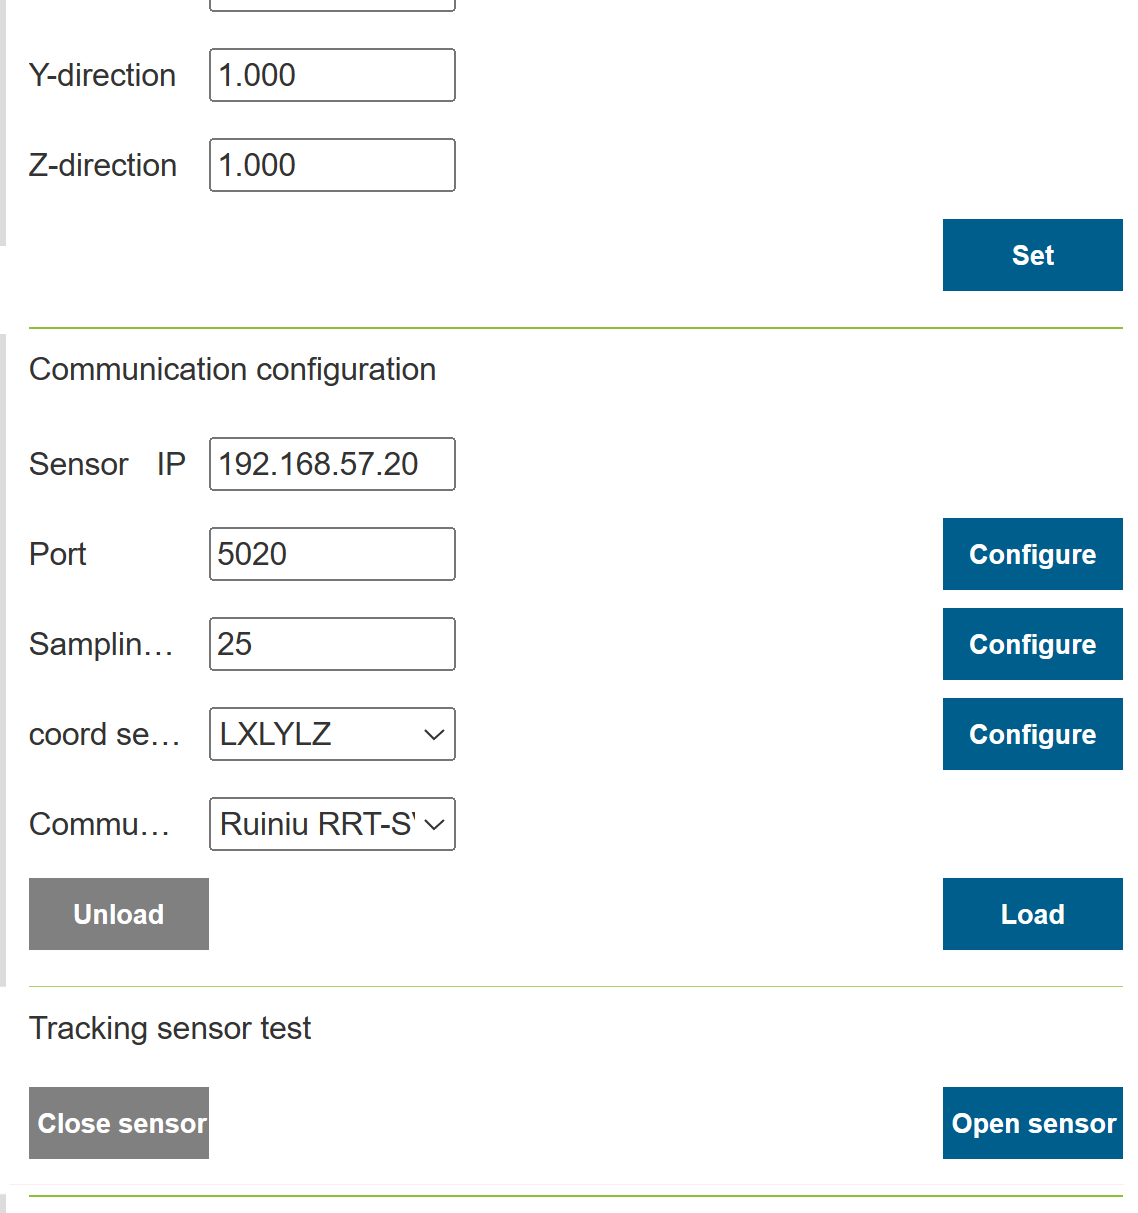 Y-direction 1.000
Z-direction 1.000
Set
Communication configuration
Sensor IP 192.168.57.20
Port 5020 Configure
Samplin… 25 Configure
coord se… LXLYLZ Configure
Commu… Ruiniu RRT-S
Unload Load
Tracking sensor test
Close sensor Open sensor